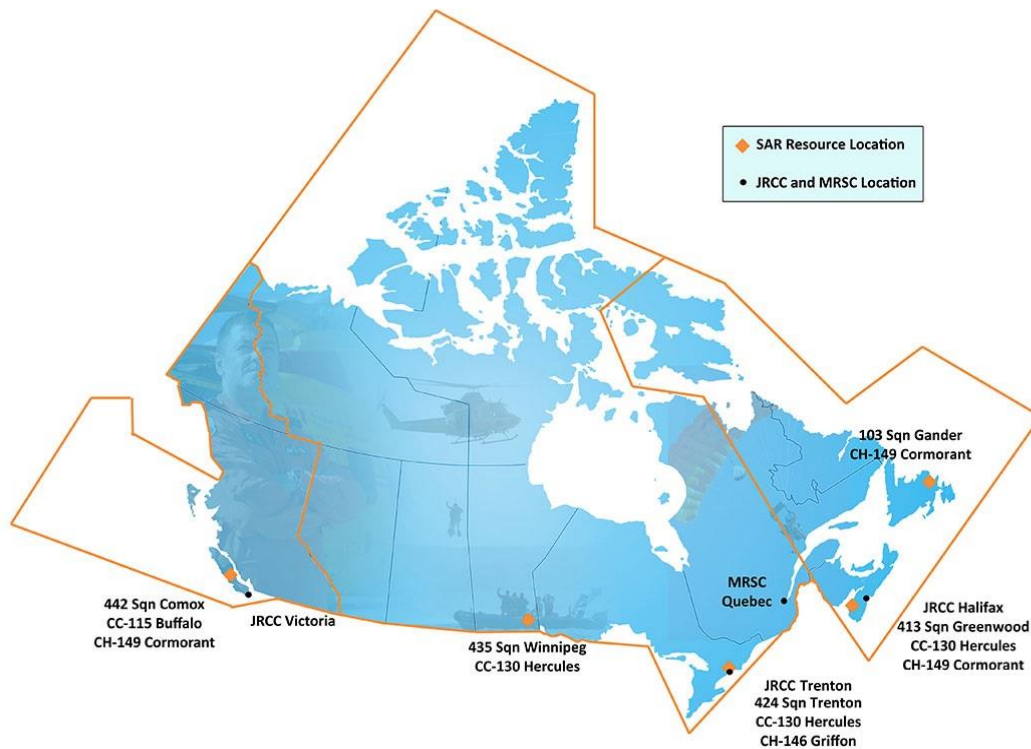 SAR Resource Location
JRCC and MRSC Location
103 Sqn Gander
CH-149 Cormorant
442 Sqn Comox
CC-115 Buffalo
CH-149 Cormorant
JRCC Victoria
435 Sqn Winnipeg
CC-130 Hercules
MRSC
Quebec
JRCC Trenton
424 Sqn Trenton
CC-130 Hercules
CH-146 Griffon
JRCC Halifax
413 Sqn Greenwood
CC-130 Hercules
CH-149 Cormorant